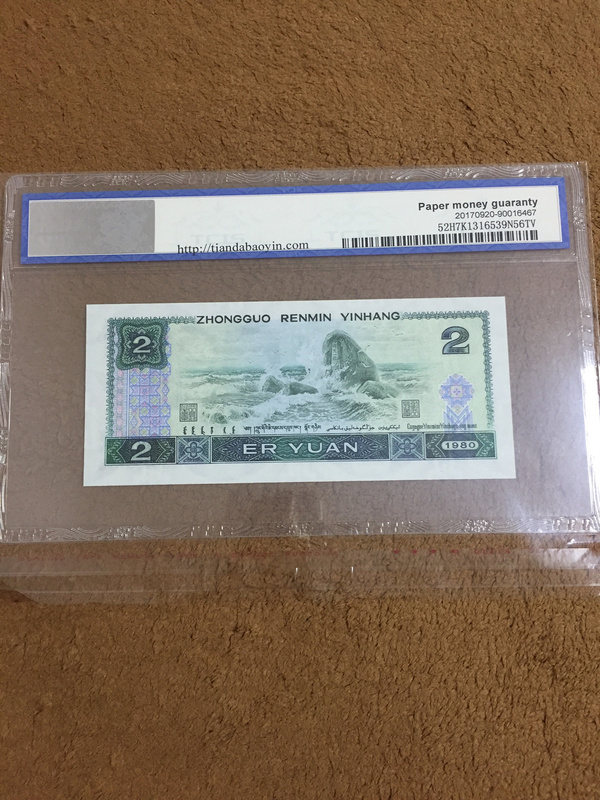 Paper money guaranty
20170920-90016467
http://tiandabaoyin.com
52H7K1316539N56TV
ZHONGGUO RENMIN YINHANG
2
2
2
ER YUAN
1980